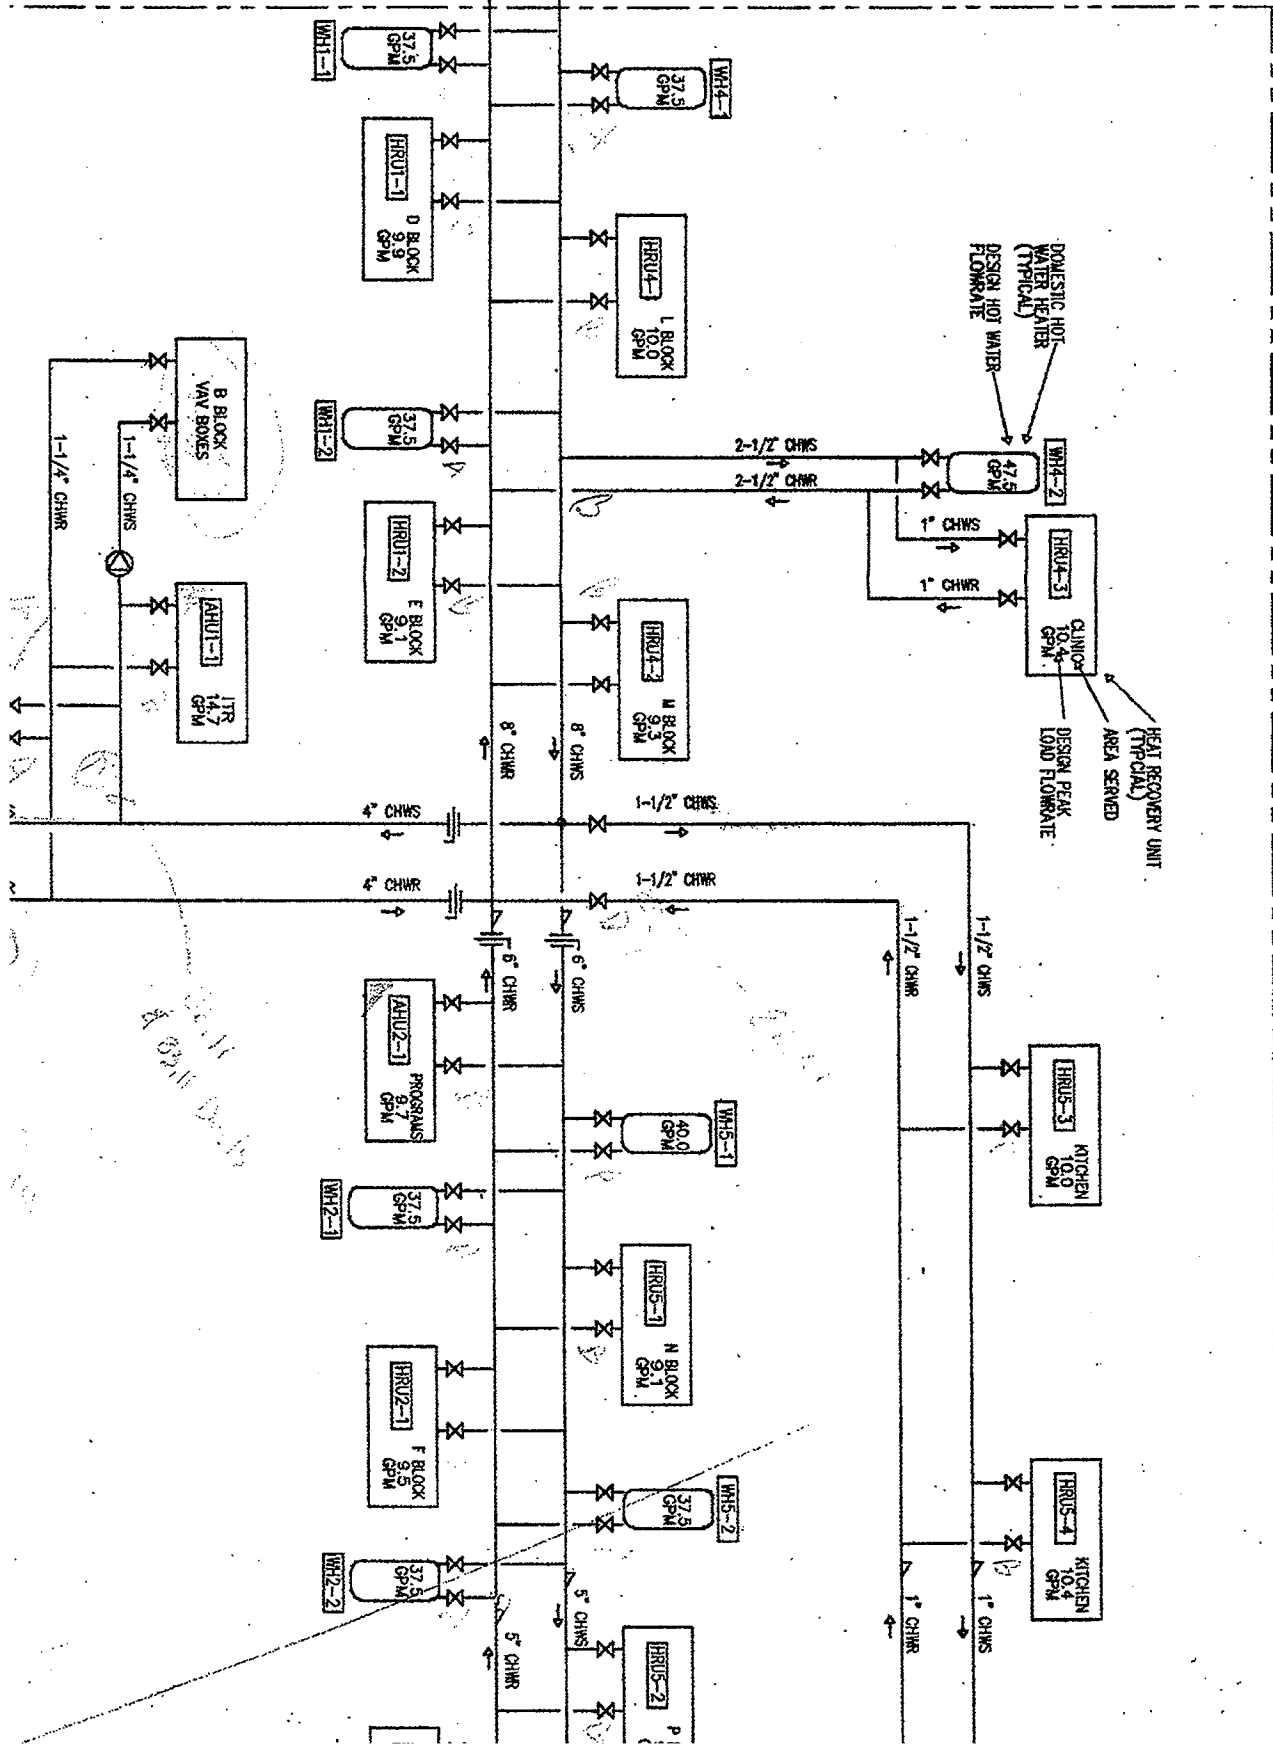 WH1-1
37.5
GPM
WH4-1
37.5
GPM
HRU1-1
D BLOCK
9.9
GPM
HRU4-1
L BLOCK
10.0
GPM
DOMESTIC HOT
WATER HEATER
(TYPICAL)
DESIGN HOT WATER
FLOWRATE
WH4-2
47.5
GPM
2-1/2" CHWS
2-1/2" CHWR
1" CHWS
1" CHWR
HRU4-3
CLINIC
10.4
GPM
HEAT RECOVERY UNIT
(TYPCIAL)
AREA SERVED
DESIGN PEAK
LOAD FLOWRATE
B BLOCK
VAV BOXES
1-1/4" CHWS
1-1/4" CHWR
WH1-2
37.5
GPM
HRU1-2
E BLOCK
9.1
GPM
HRU4-2
M BLOCK
9.3
GPM
AHU1-1
ITR
14.7
GPM
8" CHWR
8" CHWS
4" CHWS
1-1/2" CHWS
4" CHWR
1-1/2" CHWR
6" CHWR
6" CHWS
1-1/2" CHWR
1-1/2" CHWS
AHU2-1
PROGRAMS
9.7
GPM
WH5-1
40.0
GPM
HRU5-3
KITCHEN
10.0
GPM
WH2-1
37.5
GPM
HRU5-1
N BLOCK
9.1
GPM
HRU2-1
F BLOCK
9.5
GPM
WH5-2
37.5
GPM
HRU5-4
KITCHEN
10.4
GPM
WH2-2
37.5
GPM
5" CHWR
5" CHWS
1" CHWR
1" CHWS
HRU5-2
P